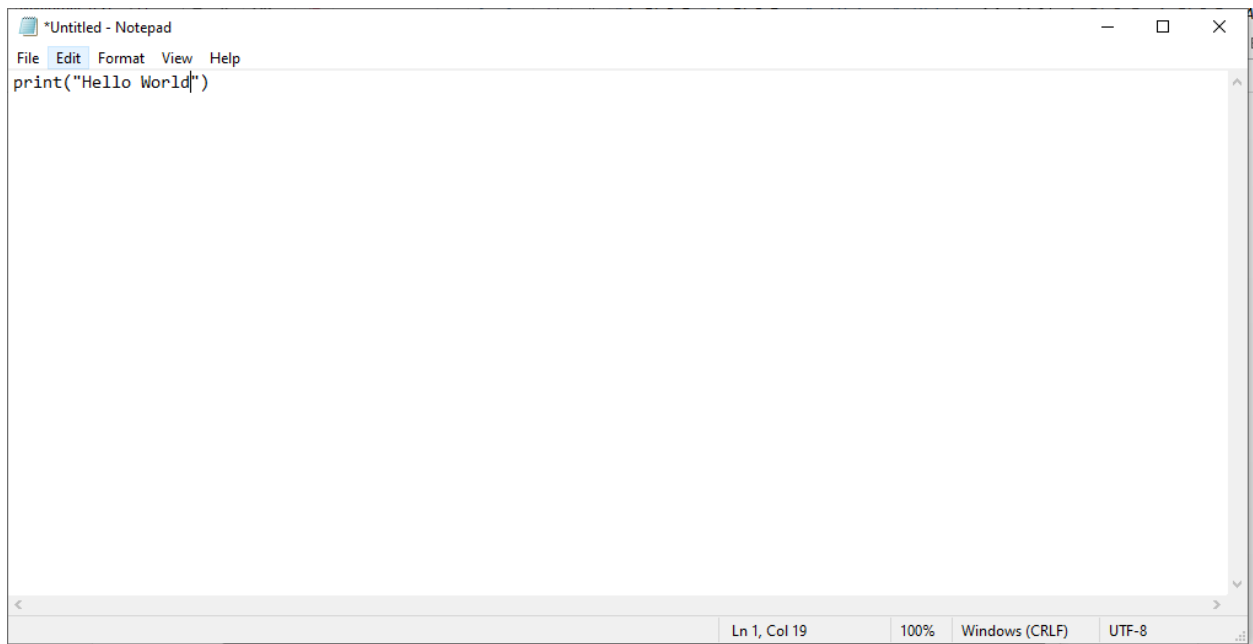 *Untitled - Notepad
File Edit Format View Help
print("Hello World")
Ln 1, Col 19 100% Windows (CRLF) UTF-8